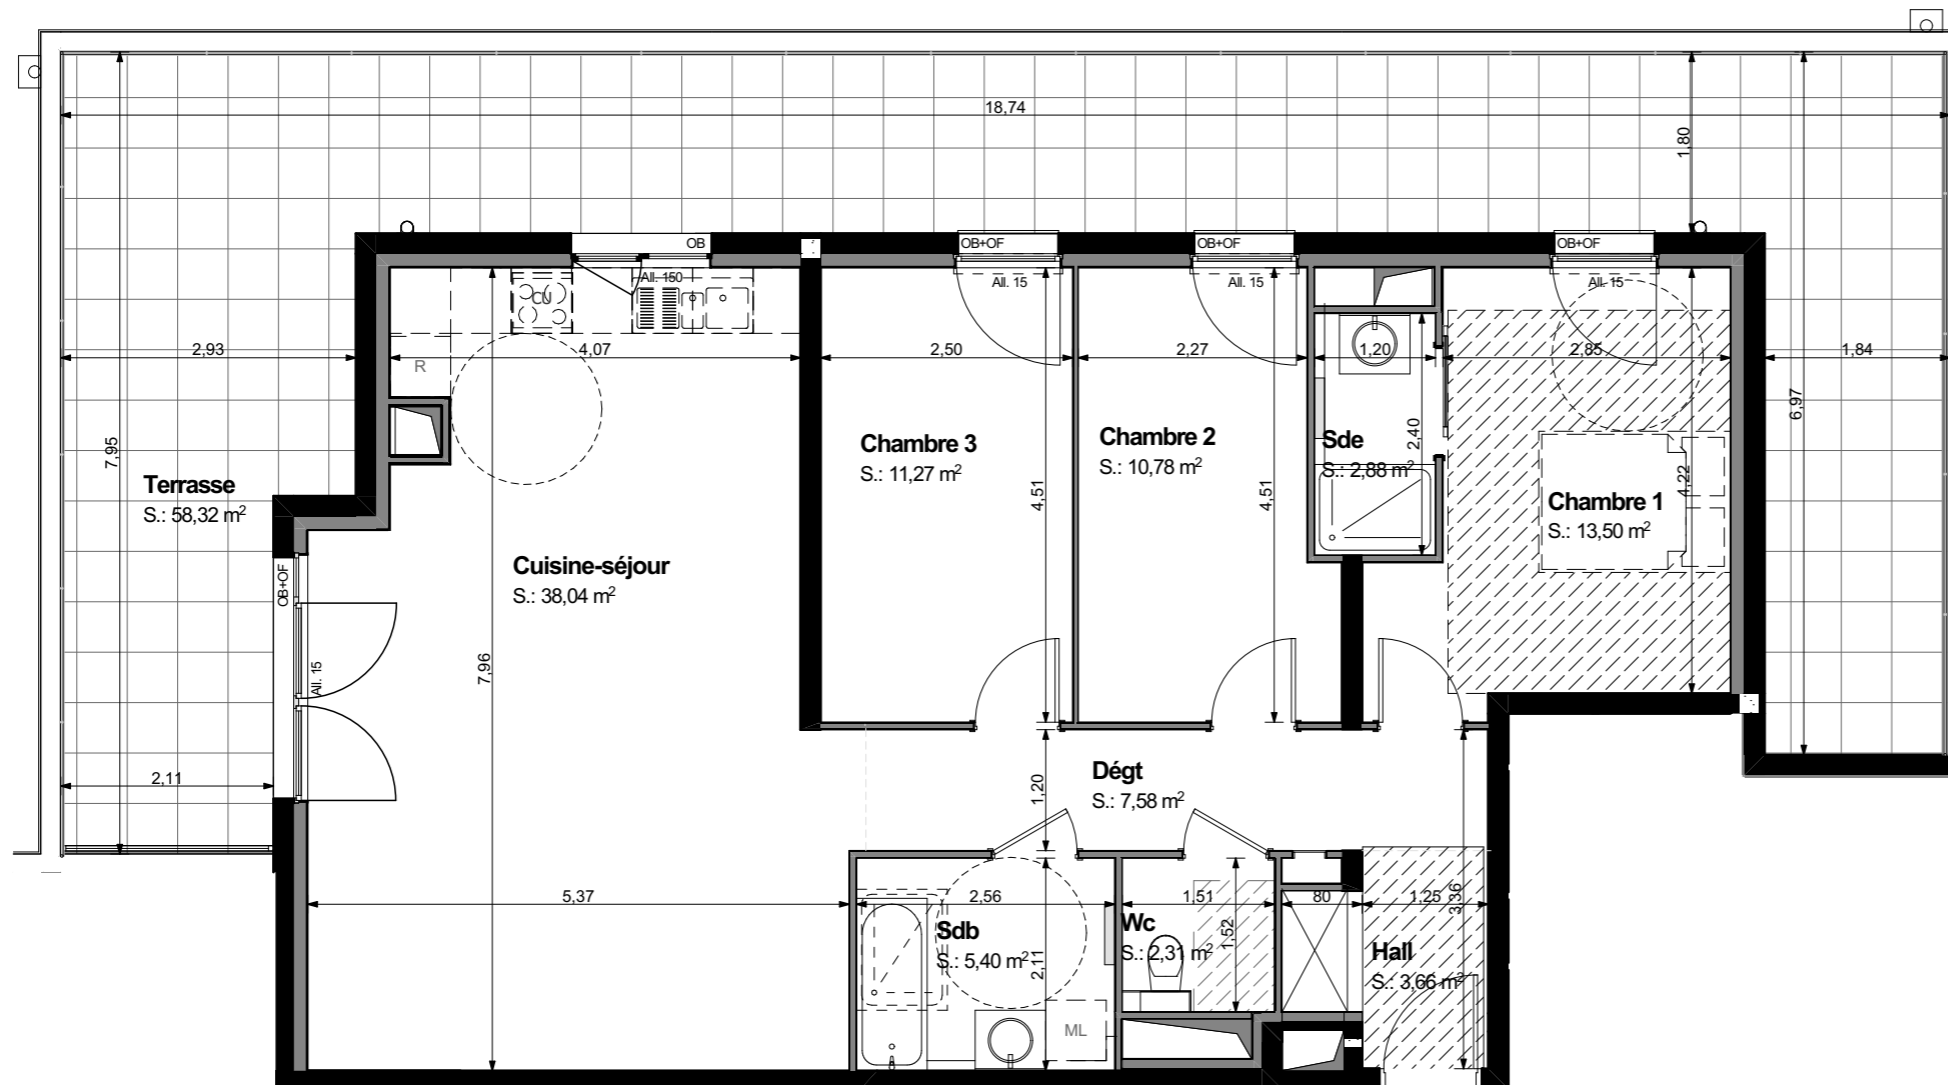 18,74
1,80
OB
OB+OF
OB+OF
OB+OF
All. 150
All. 15
All. 15
All. 15
CU
2,93
4,07
2,50
2,27
1,20
2,85
1,84
R
7,95
6,97
Terrasse
S.: 58,32 m²
Chambre 3
S.: 11,27 m²
Chambre 2
S.: 10,78 m²
Sde
S.: 2,88 m²
2,40
Chambre 1
S.: 13,50 m²
4,22
4,51
4,51
OB+OF
Cuisine-séjour
S.: 38,04 m²
7,96
All. 15
2,11
1,20
Dégt
S.: 7,58 m²
5,37
2,56
1,51
80
1,25
3,36
Sdb
S.: 5,40 m²
2,11
Wc
S.: 2,31 m²
1,52
Hall
S.: 3,66 m²
ML